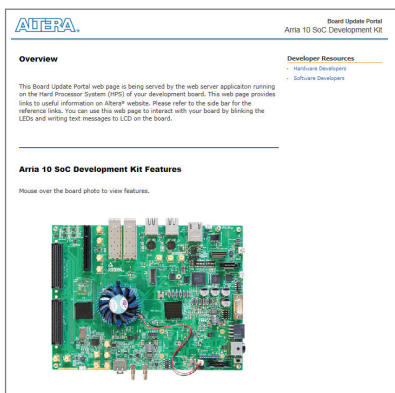 ALTERA.
Board Update Portal
Arria 10 SoC Development Kit
Overview
This Board Update Portal web page is being served by the web server applicaiton running
on the Hard Processor System (HPS) of your development board. This web page provides
links to useful information on Altera® website. Please refer to the side bar for the
reference links. You can use this web page to interact with your board by blinking the
LEDs and writing text messages to LCD on the board.
Developer Resources
Hardware Developers
Software Developers
Arria 10 SoC Development Kit Features
Mouse over the board photo to view features.